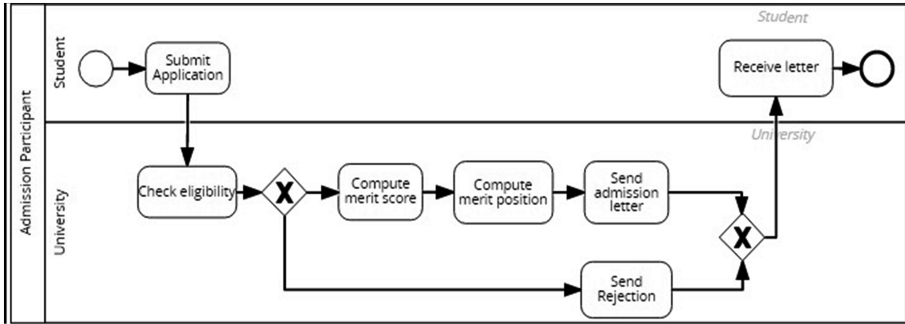 Admission Participant
Student
Student
Submit
Application
Receive letter
University
University
Check eligibility
X
Compute
merit score
Compute
merit position
Send
admission
letter
X
Send
Rejection